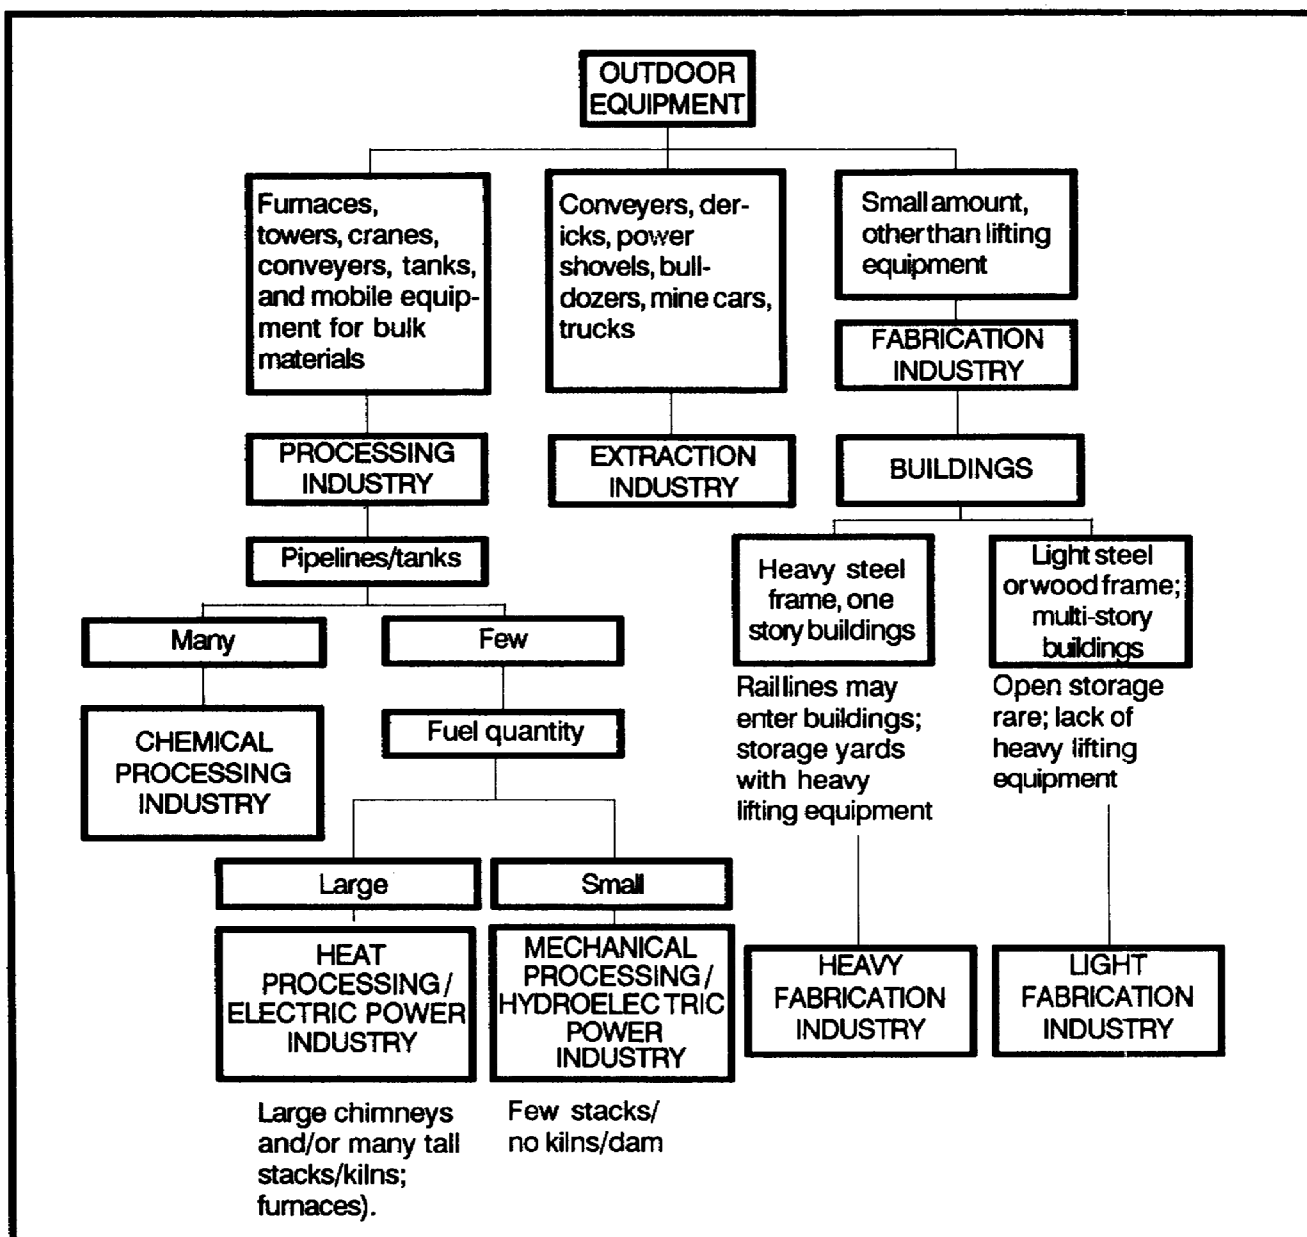 OUTDOOR
EQUIPMENT
Furnaces,
towers, cranes,
conveyers, tanks,
and mobile equip-
ment for bulk
materials
Conveyers, der-
icks, power
shovels, bull-
dozers, mine cars,
trucks
Small amount,
other than lifting
equipment
FABRICATION
INDUSTRY
PROCESSING
INDUSTRY
EXTRACTION
INDUSTRY
BUILDINGS
Pipelines/tanks
Heavy steel
frame, one
story buildings
Light steel
or wood frame;
multi-story
buildings
Many
Few
Rail lines may
enter buildings;
storage yards
with heavy
lifting equipment
Open storage
rare; lack of
heavy lifting
equipment
CHEMICAL
PROCESSING
INDUSTRY
Fuel quantity
Large
Small
HEAT
PROCESSING/
ELECTRIC POWER
INDUSTRY
MECHANICAL
PROCESSING/
HYDROELECTRIC
POWER
INDUSTRY
HEAVY
FABRICATION
INDUSTRY
LIGHT
FABRICATION
INDUSTRY
Large chimneys
and/or many tall
stacks/kilns;
furnaces).
Few stacks/
no kilns/dam